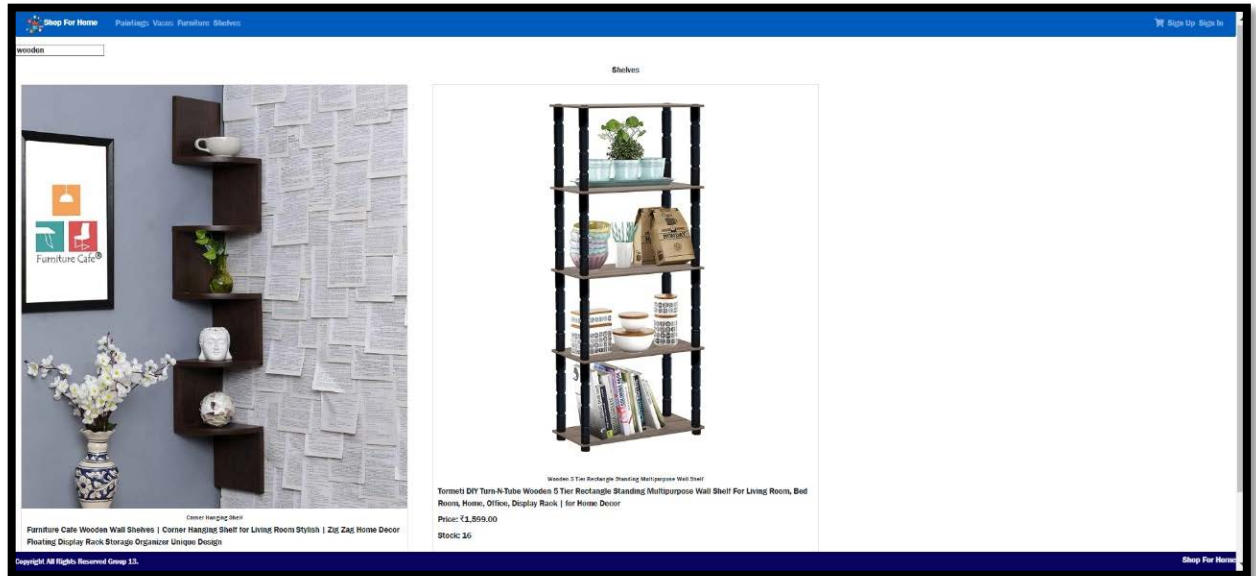 Shop For Home Paintings Vases Furniture Shelves Sign Up Sign In
wooden
Shelves
Furniture Cafe®
Corner Hanging Shelf
Furniture Cafe Wooden Wall Shelves | Corner Hanging Shelf for Living Room Stylish | Zig Zag Home Decor
Floating Display Rack Storage Organizer Unique Design
Wooden 5 Tier Rectangle Standing Multipurpose Wall Shelf
Tormeti DIY Turn-N-Tube Wooden 5 Tier Rectangle Standing Multipurpose Wall Shelf For Living Room, Bed
Room, Home, Office, Display Rack | for Home Decor
Price: ₹1,599.00
Stock: 16
Copyright All Rights Reserved Group 13. Shop For Home